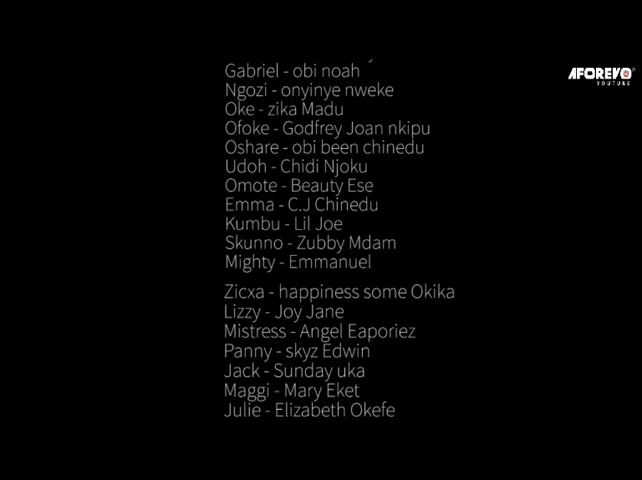 Gabriel - obi noah
Ngozi - onyinye nweke
Oke - zika Madu
Ofoke - Godfrey Joan nkipu
Oshare - obi been chinedu
Udoh - Chidi Njoku
Omote - Beauty Ese
Emma - C.J Chinedu
Kumbu - Lil Joe
Skunno - Zubby Mdam
Mighty - Emmanuel
Zicxa - happiness some Okika
Lizzy - Joy Jane
Mistress - Angel Eaporiez
Panny - skyz Edwin
Jack - Sunday uka
Maggi - Mary Eket
Julie - Elizabeth Okefe
AFOREVO
YOUTUBE